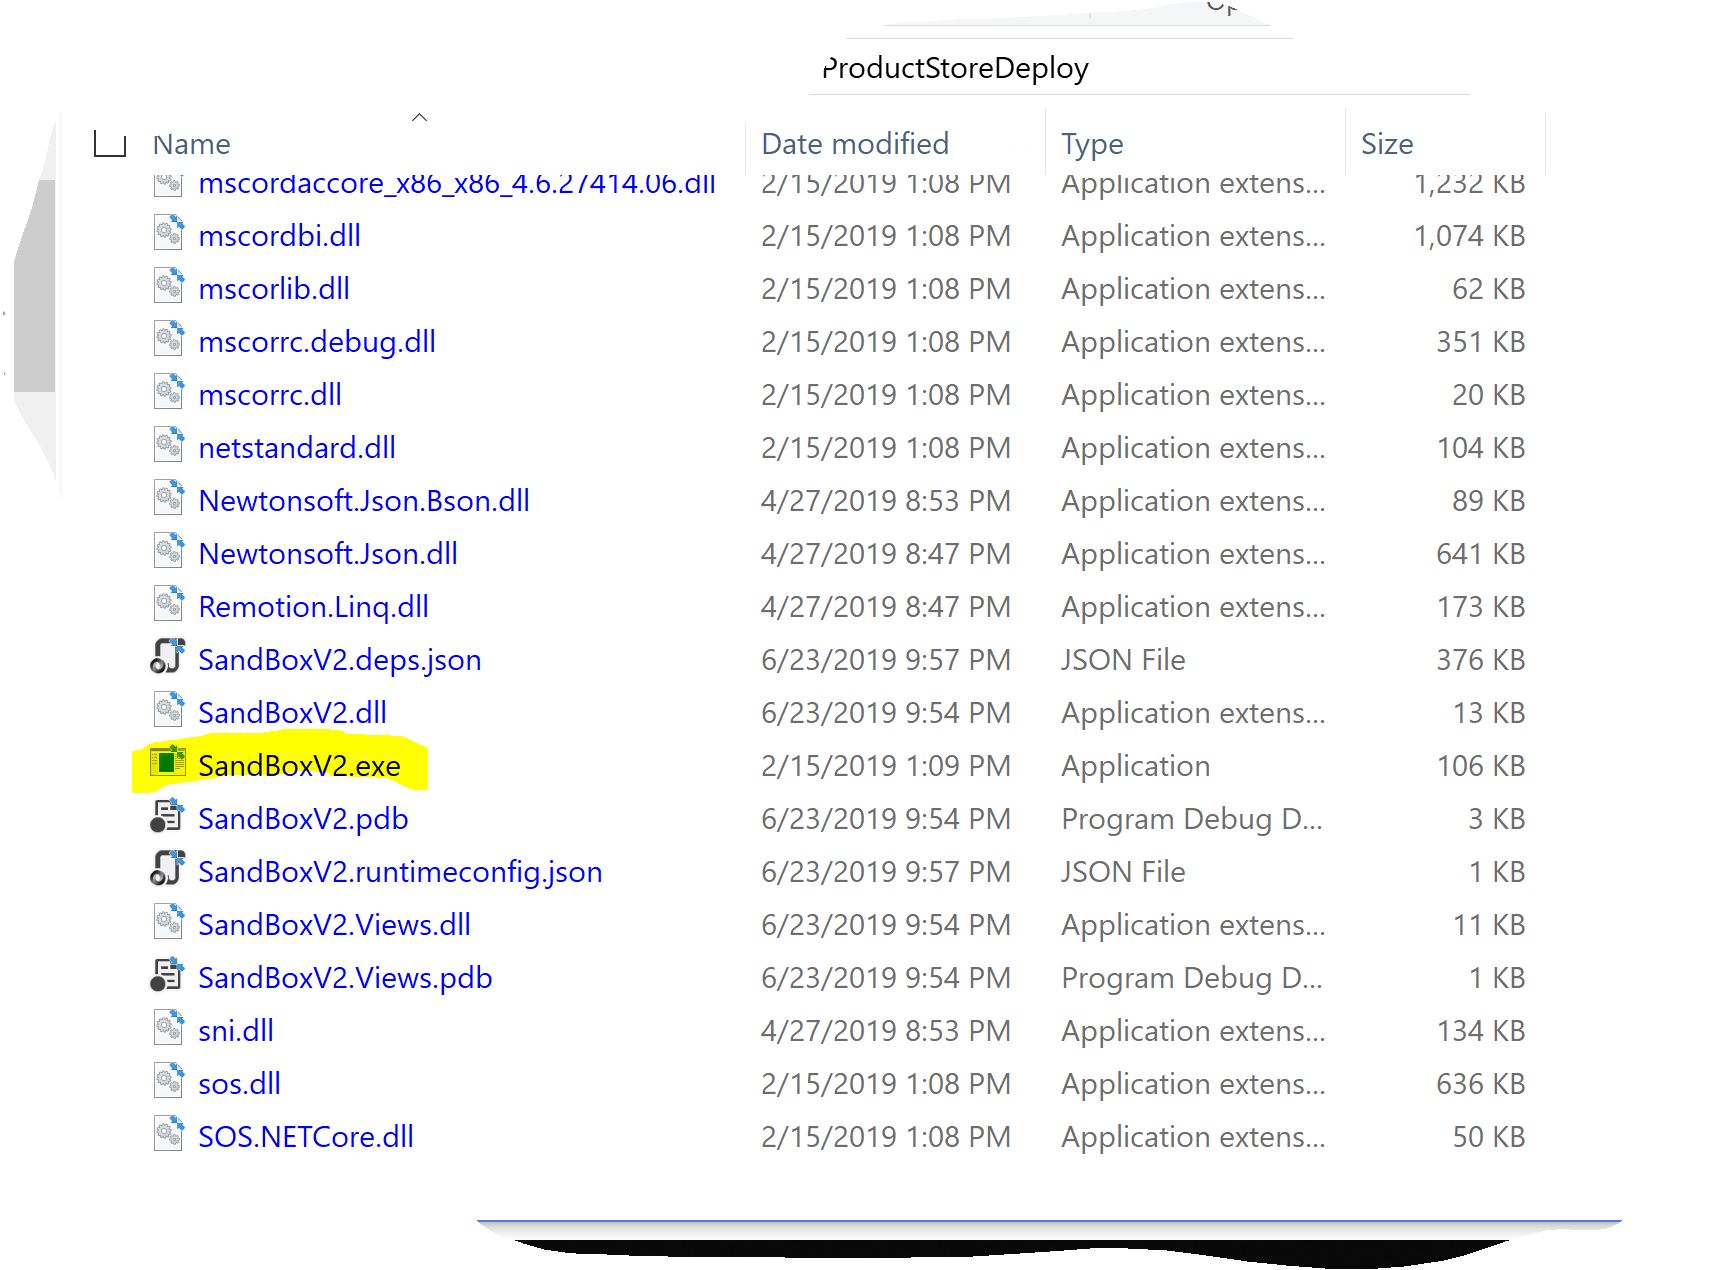 ProductStoreDeploy
Name Date modified Type Size
mscordaccore_x86_x86_4.6.27414.06.dll 2/15/2019 1:08 PM Application extens... 1,232 KB
mscordbi.dll 2/15/2019 1:08 PM Application extens... 1,074 KB
mscorlib.dll 2/15/2019 1:08 PM Application extens... 62 KB
mscorrc.debug.dll 2/15/2019 1:08 PM Application extens... 351 KB
mscorrc.dll 2/15/2019 1:08 PM Application extens... 20 KB
netstandard.dll 2/15/2019 1:08 PM Application extens... 104 KB
Newtonsoft.Json.Bson.dll 4/27/2019 8:53 PM Application extens... 89 KB
Newtonsoft.Json.dll 4/27/2019 8:47 PM Application extens... 641 KB
Remotion.Linq.dll 4/27/2019 8:47 PM Application extens... 173 KB
SandBoxV2.deps.json 6/23/2019 9:57 PM JSON File 376 KB
SandBoxV2.dll 6/23/2019 9:54 PM Application extens... 13 KB
SandBoxV2.exe 2/15/2019 1:09 PM Application 106 KB
SandBoxV2.pdb 6/23/2019 9:54 PM Program Debug D... 3 KB
SandBoxV2.runtimeconfig.json 6/23/2019 9:57 PM JSON File 1 KB
SandBoxV2.Views.dll 6/23/2019 9:54 PM Application extens... 11 KB
SandBoxV2.Views.pdb 6/23/2019 9:54 PM Program Debug D... 1 KB
sni.dll 4/27/2019 8:53 PM Application extens... 134 KB
sos.dll 2/15/2019 1:08 PM Application extens... 636 KB
SOS.NETCore.dll 2/15/2019 1:08 PM Application extens... 50 KB